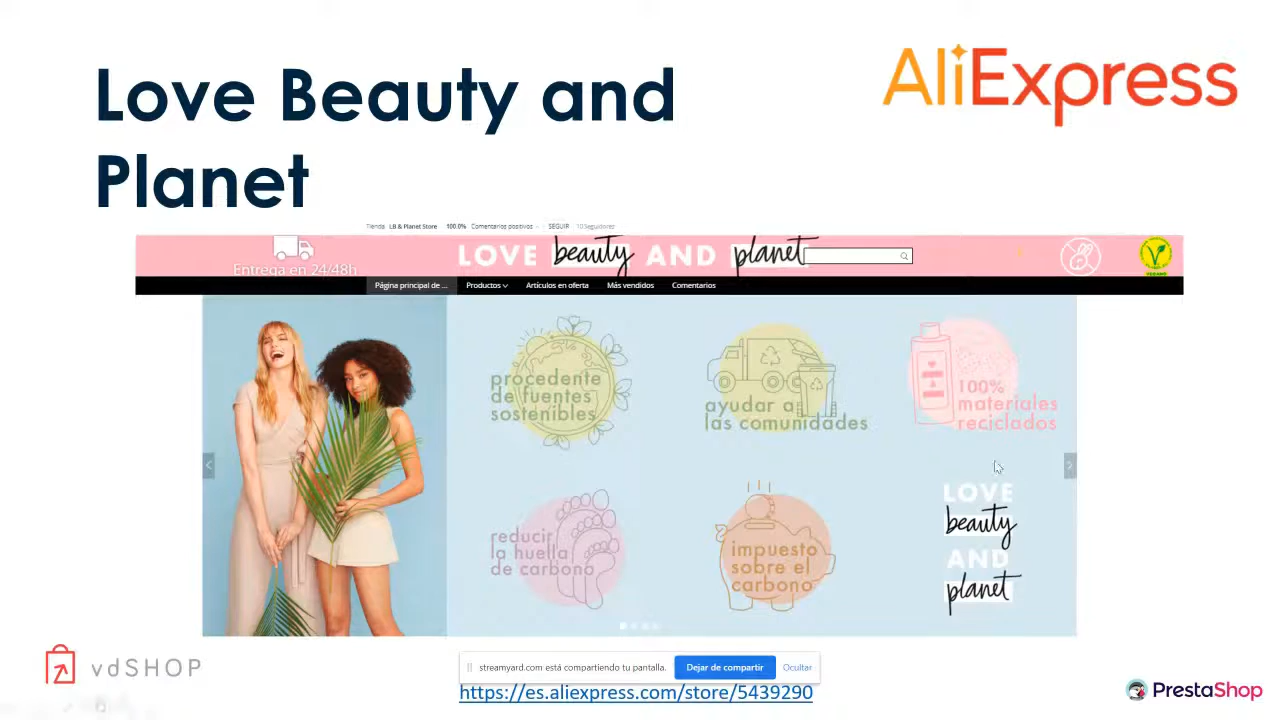 Love Beauty and
Planet
AliExpress
Tienda LB & Planet Store 100.0% Comentarios positivos SEGUIR 10Seguidores
Entrega en 24/48h
LOVE beauty AND planet
VEGANO
Página principal de ... Productos Artículos en oferta Más vendidos Comentarios
procedente
de fuentes
sostenibles
ayudar a
las comunidades
100%
materiales
reciclados
reducir
la huella
de carbono
impuesto
sobre el
carbono
LOVE
beauty
AND
planet
streamyard.com está compartiendo tu pantalla. Dejar de compartir Ocultar
https://es.aliexpress.com/store/5439290
vdSHOP
PrestaShop